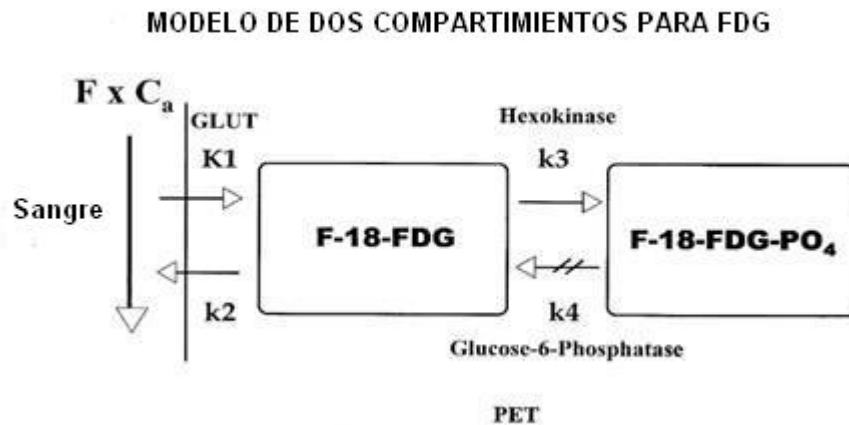 MODELO DE DOS COMPARTIMIENTOS PARA FDG
F x Ca
GLUT
Hexokinase
K1
k3
Sangre
F-18-FDG
F-18-FDG-PO4
k2
k4
Glucose-6-Phosphatase
PET